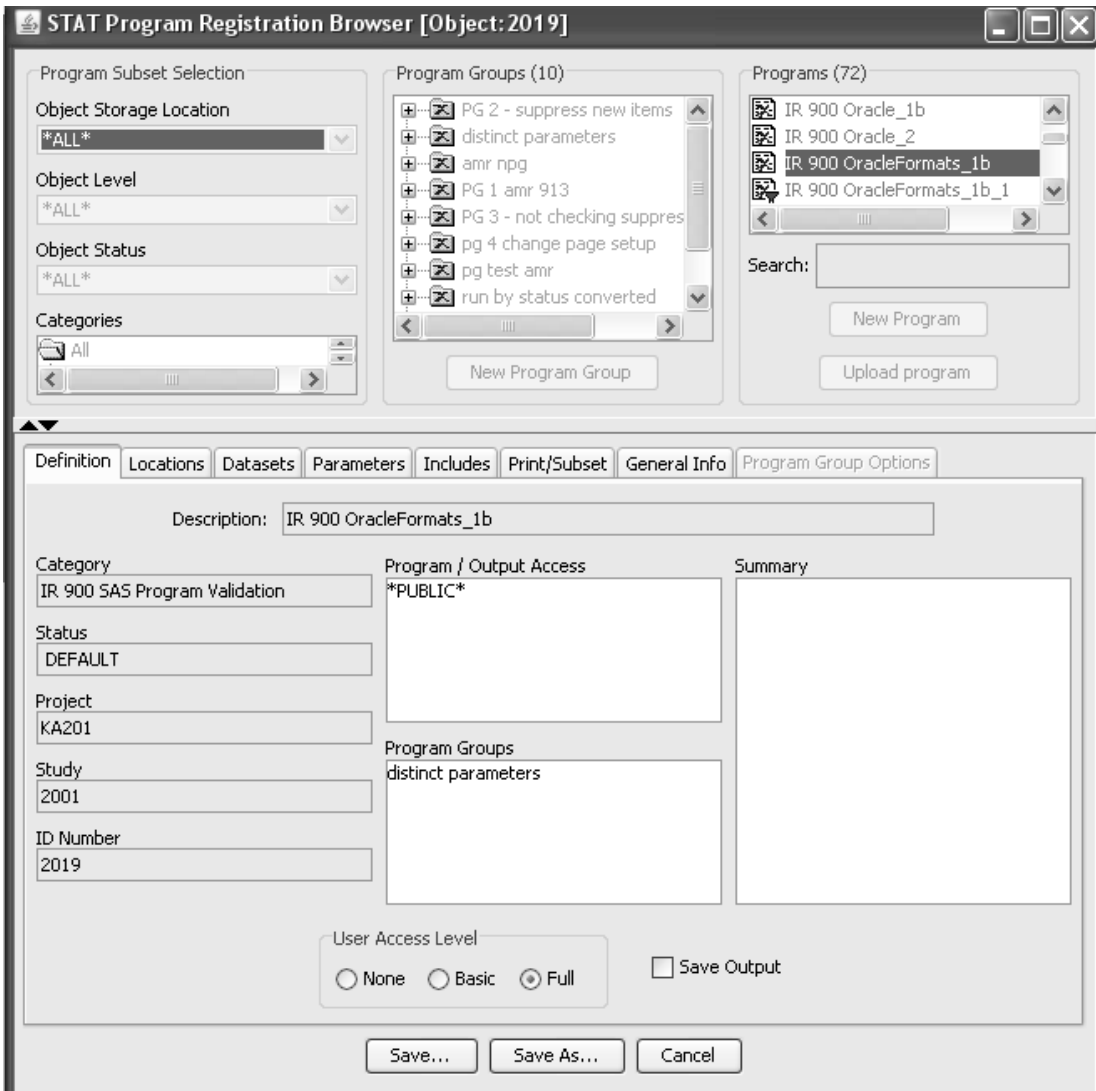 STAT Program Registration Browser [Object:2019]
Program Subset Selection
Object Storage Location
*ALL*
Object Level
*ALL*
Object Status
*ALL*
Categories
All
Program Groups (10)
PG 2 - suppress new items
distinct parameters
amr npg
PG 1 amr 913
PG 3 - not checking suppres
pg 4 change page setup
pg test amr
run by status converted
New Program Group
Programs (72)
IR 900 Oracle_1b
IR 900 Oracle_2
IR 900 OracleFormats_1b
IR 900 OracleFormats_1b_1
Search:
New Program
Upload program
Definition Locations Datasets Parameters Includes Print/Subset General Info Program Group Options
Description: IR 900 OracleFormats_1b
Category
IR 900 SAS Program Validation
Status
DEFAULT
Project
KA201
Study
2001
ID Number
2019
Program / Output Access
*PUBLIC*
Program Groups
distinct parameters
Summary
User Access Level
None Basic Full
Save Output
Save... Save As... Cancel